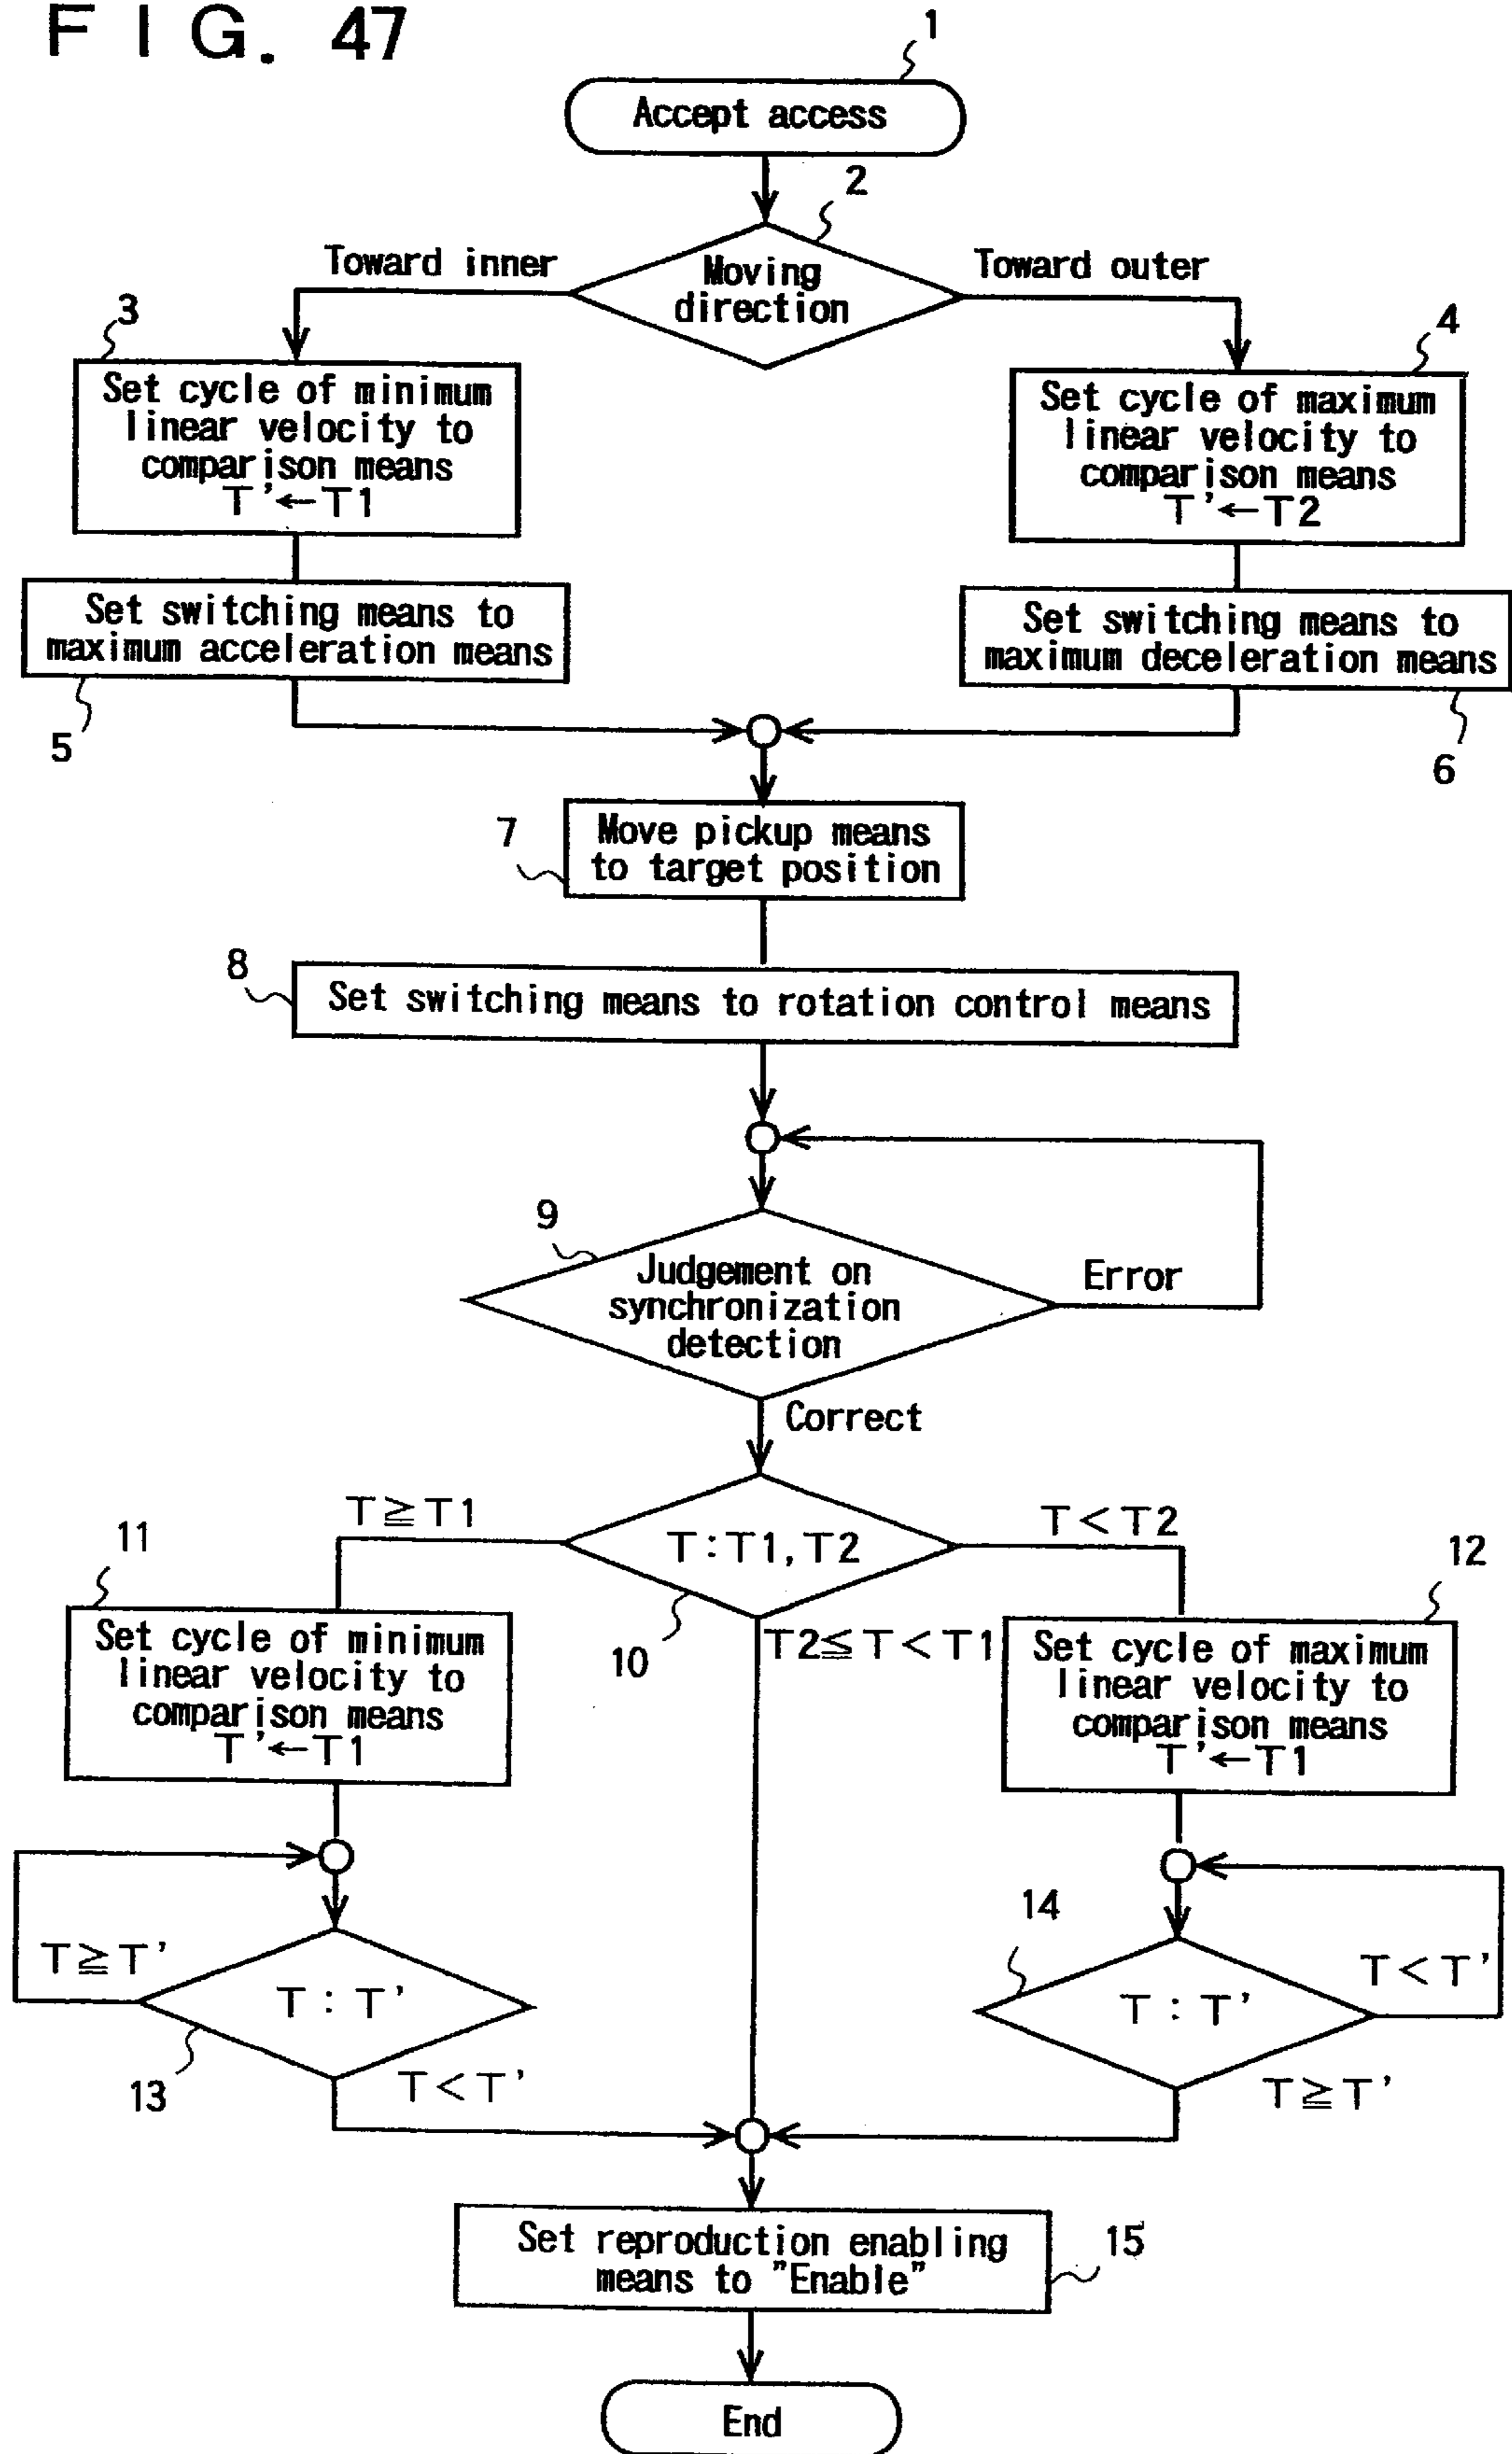 FIG. 47
1
Accept access
2
Moving
direction
Toward inner
Toward outer
3
Set cycle of minimum
linear velocity to
comparison means
T'←T1
4
Set cycle of maximum
linear velocity to
comparison means
T'←T2
Set switching means to
maximum acceleration means
5
Set switching means to
maximum deceleration means
6
7
Move pickup means
to target position
8
Set switching means to rotation control means
9
Judgement on
synchronization
detection
Error
Correct
T≧T1
T:T1,T2
T<T2
10
T2≦T<T1
11
Set cycle of minimum
linear velocity to
comparison means
T'←T1
12
Set cycle of maximum
linear velocity to
comparison means
T'←T1
T≧T'
T : T'
13
T<T'
14
T : T'
T<T'
T≧T'
Set reproduction enabling
means to "Enable"
15
End